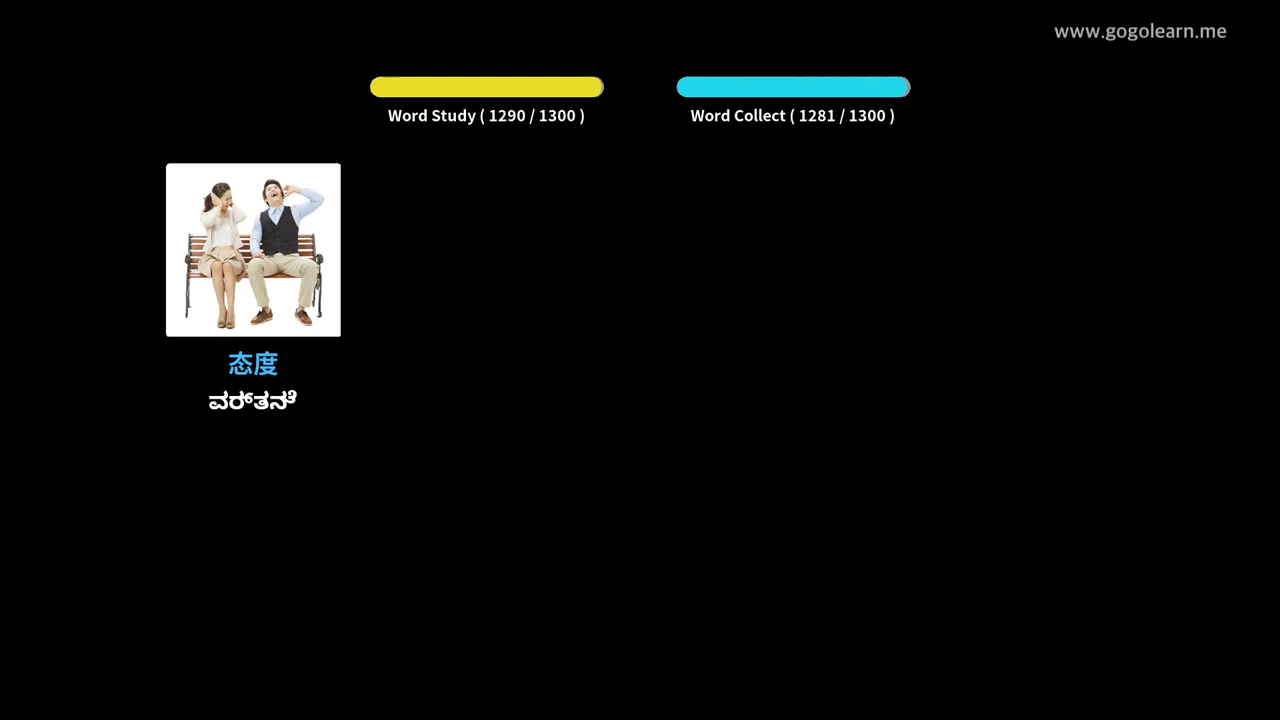 www.gogolearn.me
Word Study ( 1290 / 1300 )
Word Collect ( 1281 / 1300 )
态度
ವರ್ತನೆ